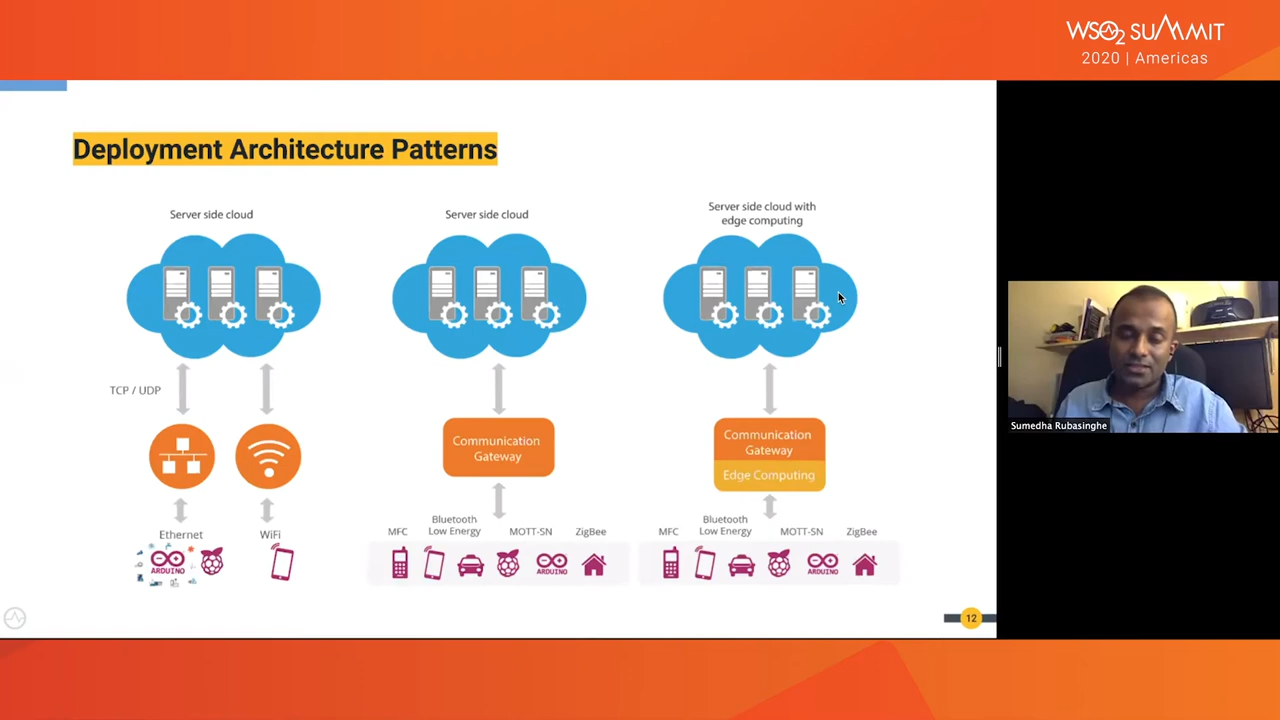 WSO2 SUMMIT
2020 | Americas
Deployment Architecture Patterns
Server side cloud
TCP / UDP
Ethernet
WiFi
ARDUINO
Server side cloud
Communication
Gateway
MFC
Bluetooth
Low Energy
MOTT-SN
ZigBee
ARDUINO
Server side cloud with
edge computing
Communication
Gateway
Edge Computing
MFC
Bluetooth
Low Energy
MOTT-SN
ZigBee
ARDUINO
12
Sumedha Rubasinghe